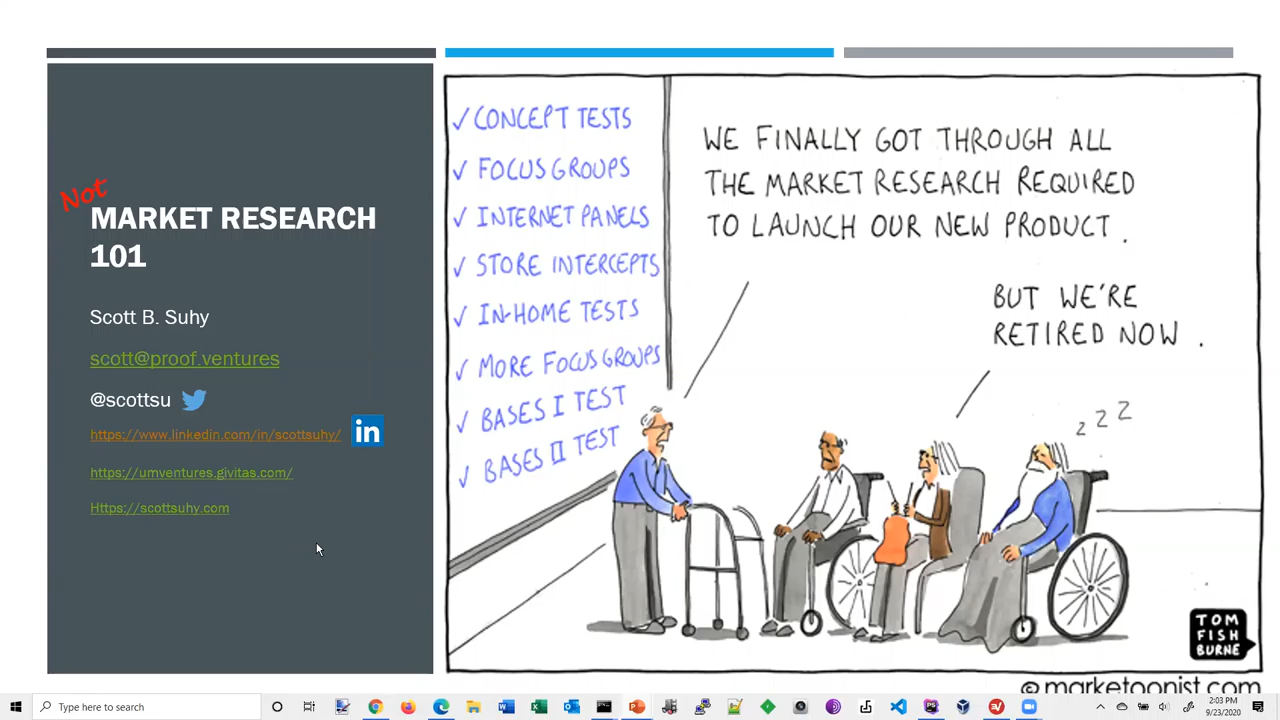 Not
MARKET RESEARCH
101
Scott B. Suhy
scott@proof.ventures
@scottsu
https://www.linkedin.com/in/scottsuhy/
in
https://umventures.givitas.com/
Https://scottsuhy.com
✓ CONCEPT TESTS
✓ FOCUS GROUPS
✓ INTERNET PANELS
✓ STORE INTERCEPTS
✓ IN-HOME TESTS
✓ MORE FOCUS GROUPS
✓ BASES I TEST
✓ BASES II TEST
WE FINALLY GOT THROUGH ALL
THE MARKET RESEARCH REQUIRED
TO LAUNCH OUR NEW PRODUCT.
BUT WE'RE
RETIRED NOW.
Z Z Z
TOM
FISH
BURNE
© marketoonist.com
Type here to search
2:03 PM
9/23/2020